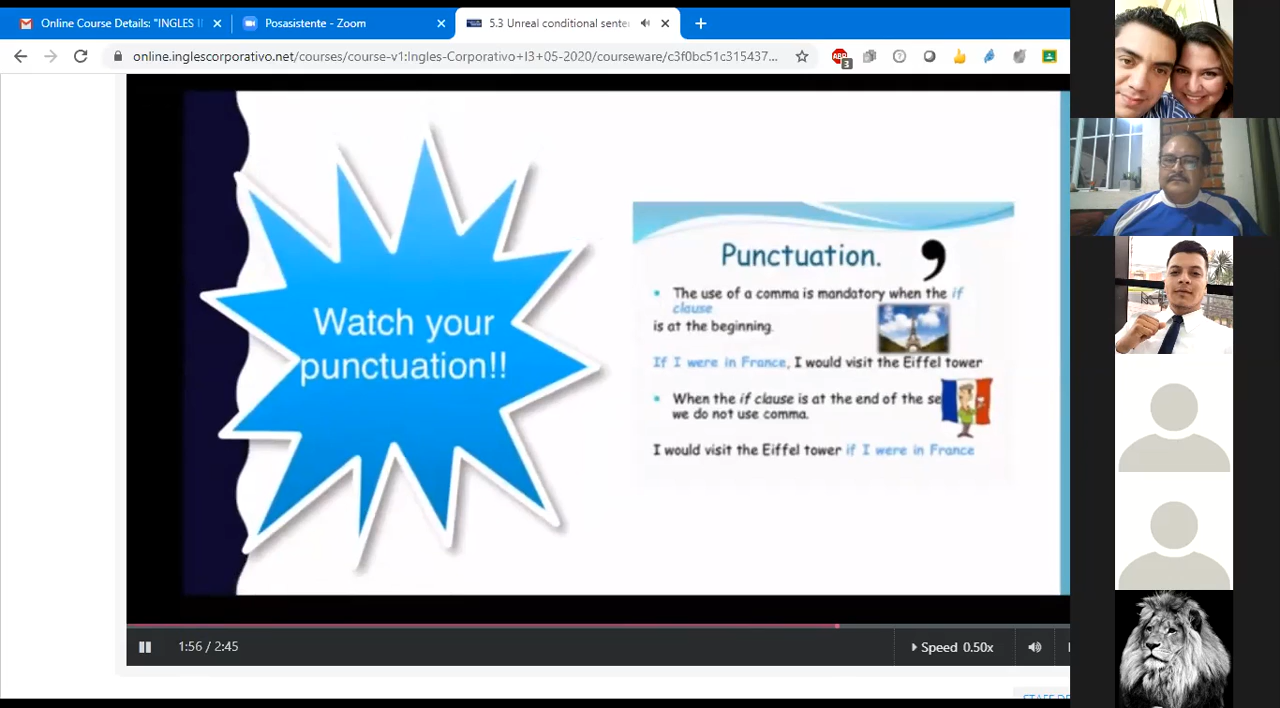 Online Course Details: "INGLES I
Posasistente - Zoom
5.3 Unreal conditional sente
online.inglescorporativo.net/courses/course-v1:Ingles-Corporativo+I3+05-2020/courseware/c3f0bc51c315437...
ABP
3
Watch your
punctuation!!
Punctuation.
,
• The use of a comma is mandatory when the if
clause
is at the beginning.
If I were in France, I would visit the Eiffel tower
• When the if clause is at the end of the se
we do not use comma.
I would visit the Eiffel tower if I were in France
1:56 / 2:45
Speed 0.50x